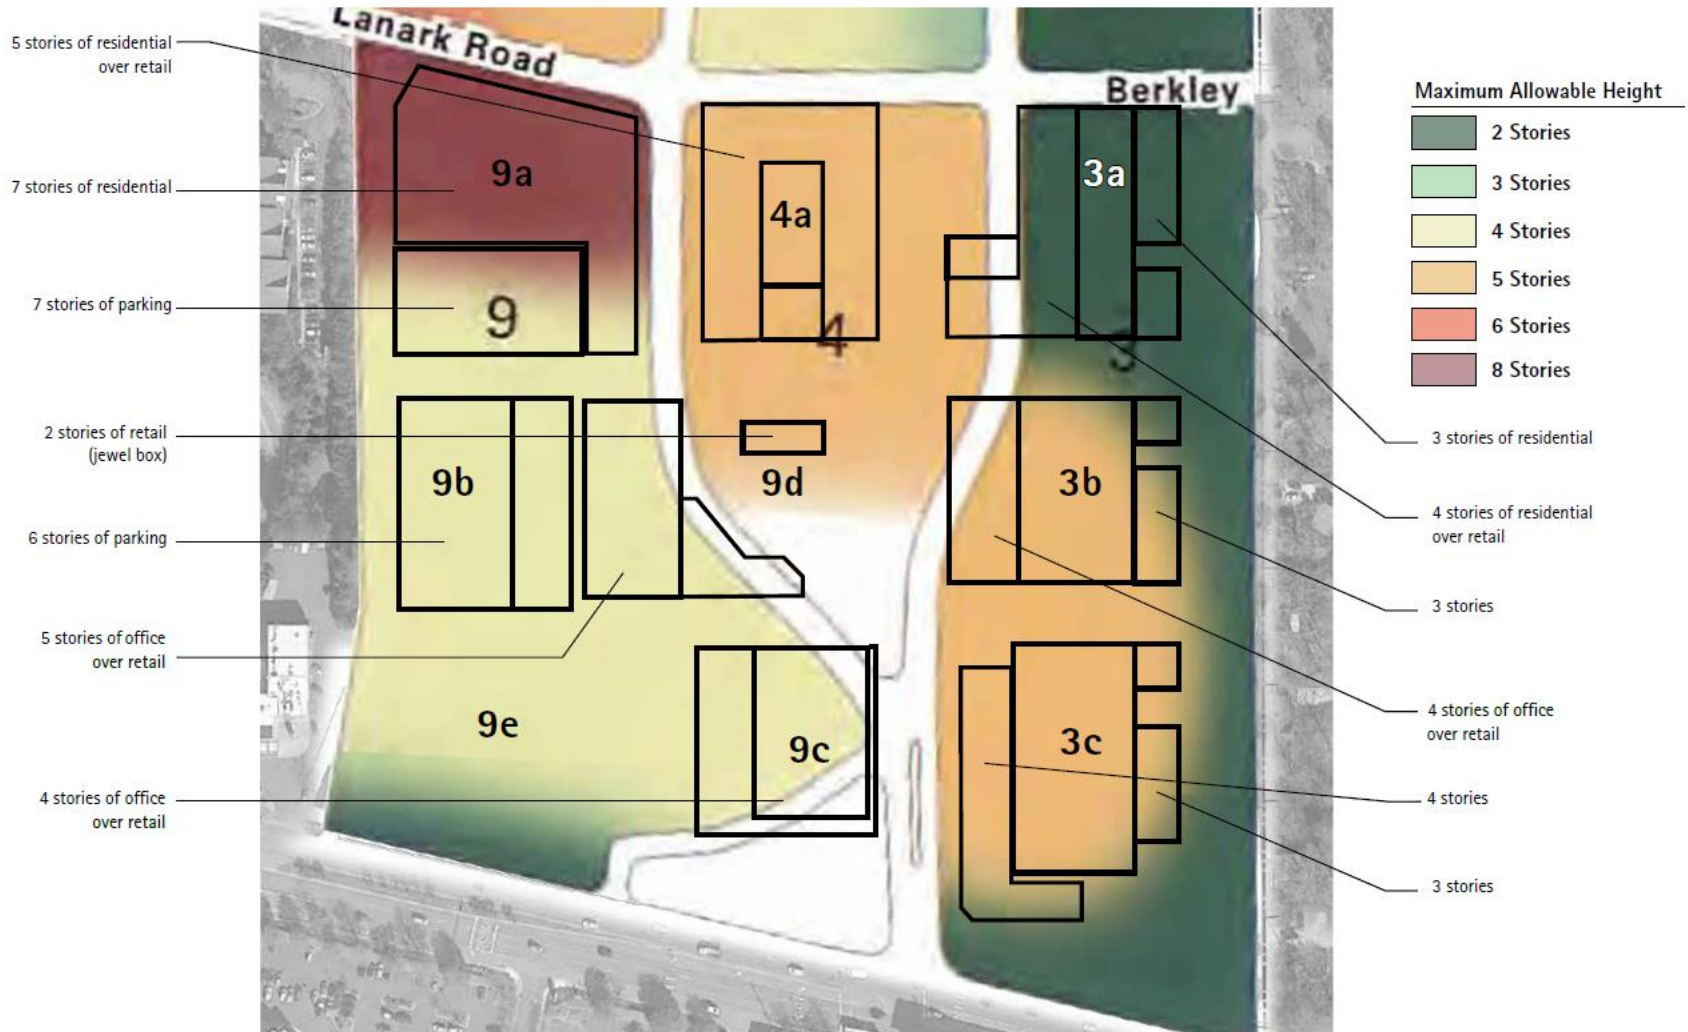 Lanark Road
Berkley
5 stories of residential
over retail
7 stories of residential
7 stories of parking
2 stories of retail
(jewel box)
6 stories of parking
5 stories of office
over retail
4 stories of office
over retail
9a
9
4a
4
3a
3
9b
9d
3b
9e
9c
3c
Maximum Allowable Height
2 Stories
3 Stories
4 Stories
5 Stories
6 Stories
8 Stories
3 stories of residential
4 stories of residential
over retail
3 stories
4 stories of office
over retail
4 stories
3 stories